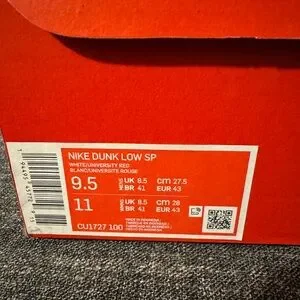 NIKE DUNK LOW SP
WHITE/UNIVERSITY RED
BLANC/UNIVERSITE ROUGE
9.5 UK 8.5 cm 27.5
BR 41 EUR 43
11 UK 8.5 cm 28
BR 41 EUR 43
CU1727 100